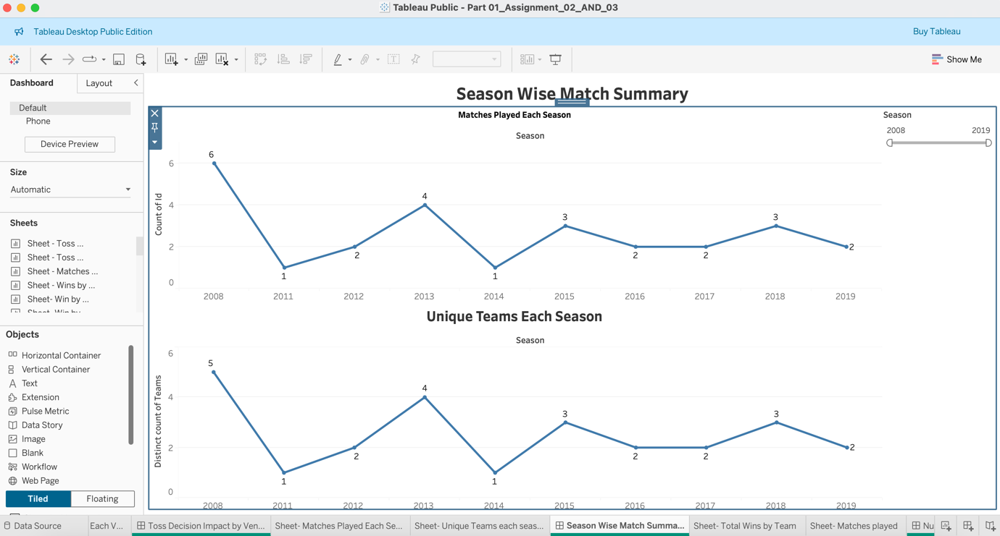 Tableau Public - Part 01_Assignment_02_AND_03
Tableau Desktop Public Edition
Buy Tableau
Show Me
Dashboard
Layout
Default
Phone
Device Preview
Size
Automatic
Sheets
Sheet - Toss ...
Sheet - Toss ...
Sheet - Matches ...
Sheet - Wins by ...
Sheet- Win by ...
Objects
Horizontal Container
Vertical Container
Text
Extension
Pulse Metric
Data Story
Image
Blank
Workflow
Web Page
Tiled
Floating
Season Wise Match Summary
Matches Played Each Season
Season
Season
2008
2019
6
4
2
0
Count of Id
6
1
2
4
1
3
2
2
3
2
2008
2011
2012
2013
2014
2015
2016
2017
2018
2019
Unique Teams Each Season
Season
6
4
2
0
Distinct count of Teams
5
1
2
4
1
3
2
2
3
2
2008
2011
2012
2013
2014
2015
2016
2017
2018
2019
Data Source
Each V...
Toss Decision Impact by Ven...
Sheet- Matches Played Each Se...
Sheet- Unique Teams each seas...
Season Wise Match Summa...
Sheet- Total Wins by Team
Sheet- Matches played
Nu